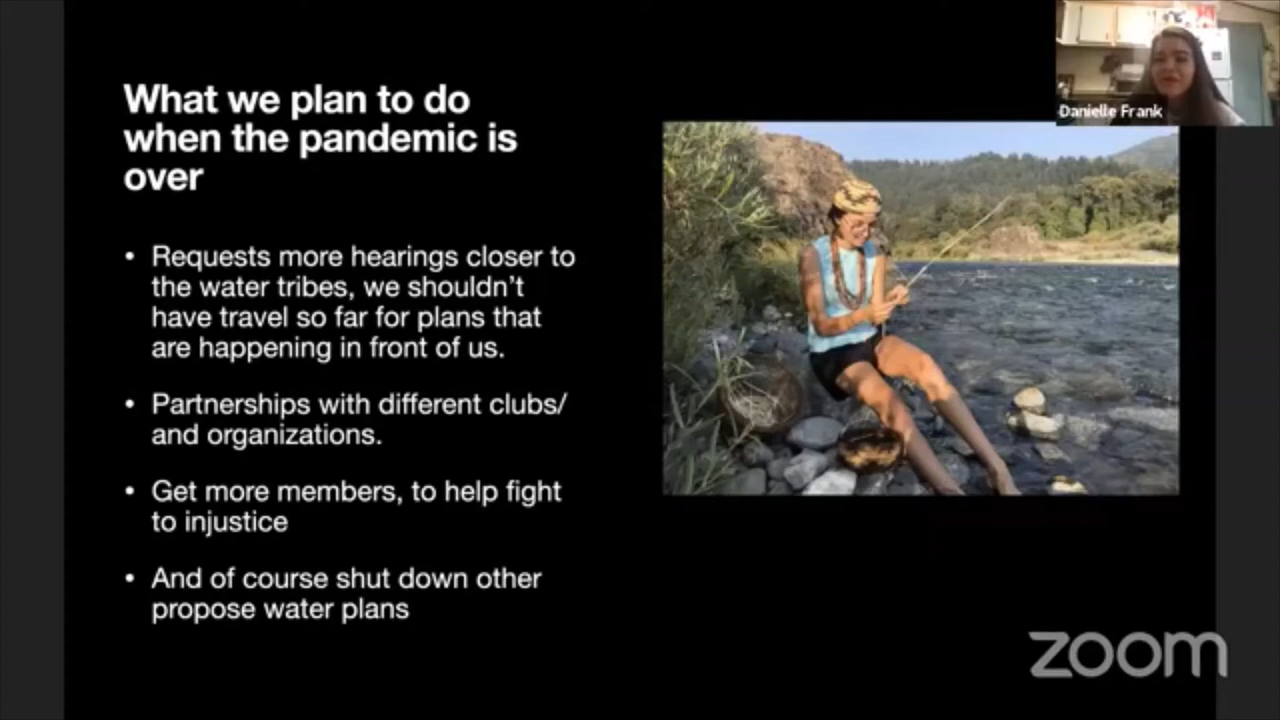 What we plan to do
when the pandemic is
over
• Requests more hearings closer to
the water tribes, we shouldn't
have travel so far for plans that
are happening in front of us.
• Partnerships with different clubs/
and organizations.
• Get more members, to help fight
to injustice
• And of course shut down other
propose water plans
Danielle Frank
zoom